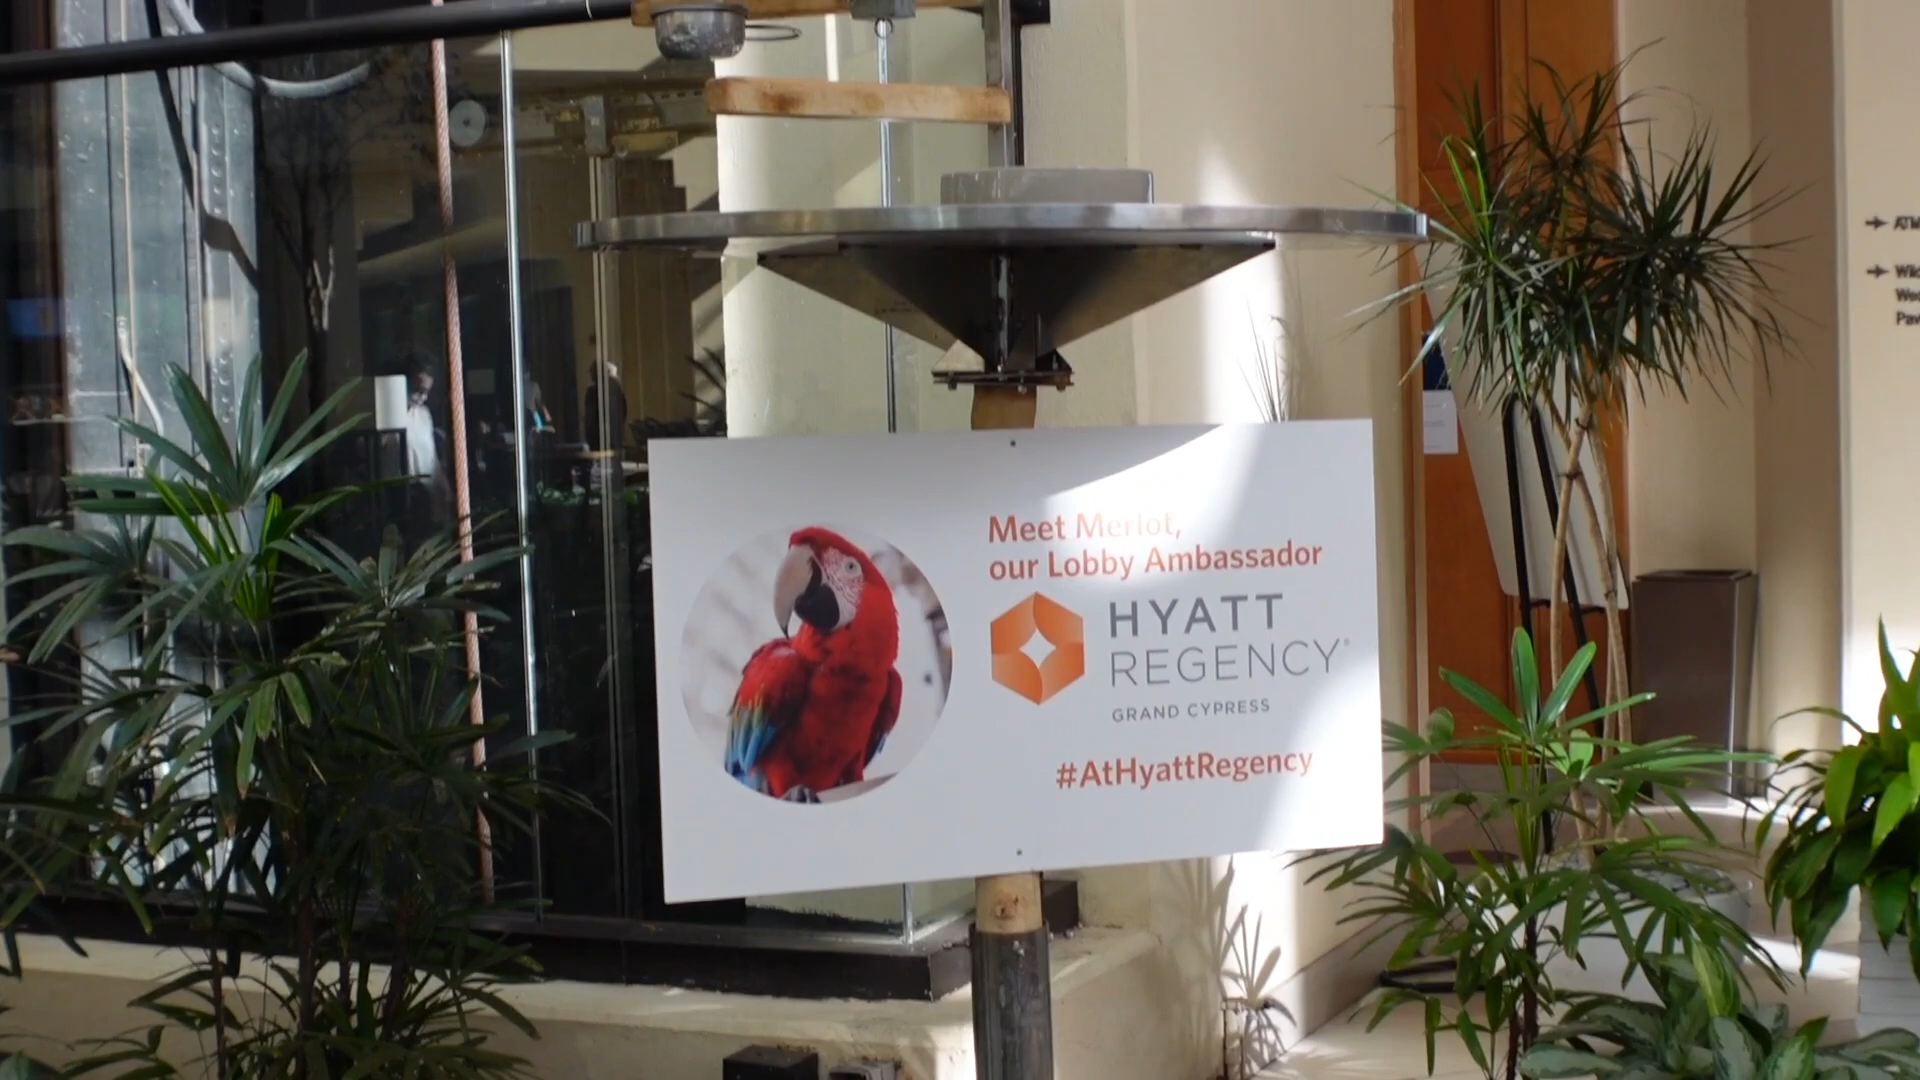 Meet Merlot,
our Lobby Ambassador
HYATT
REGENCY®
GRAND CYPRESS
#AtHyattRegency